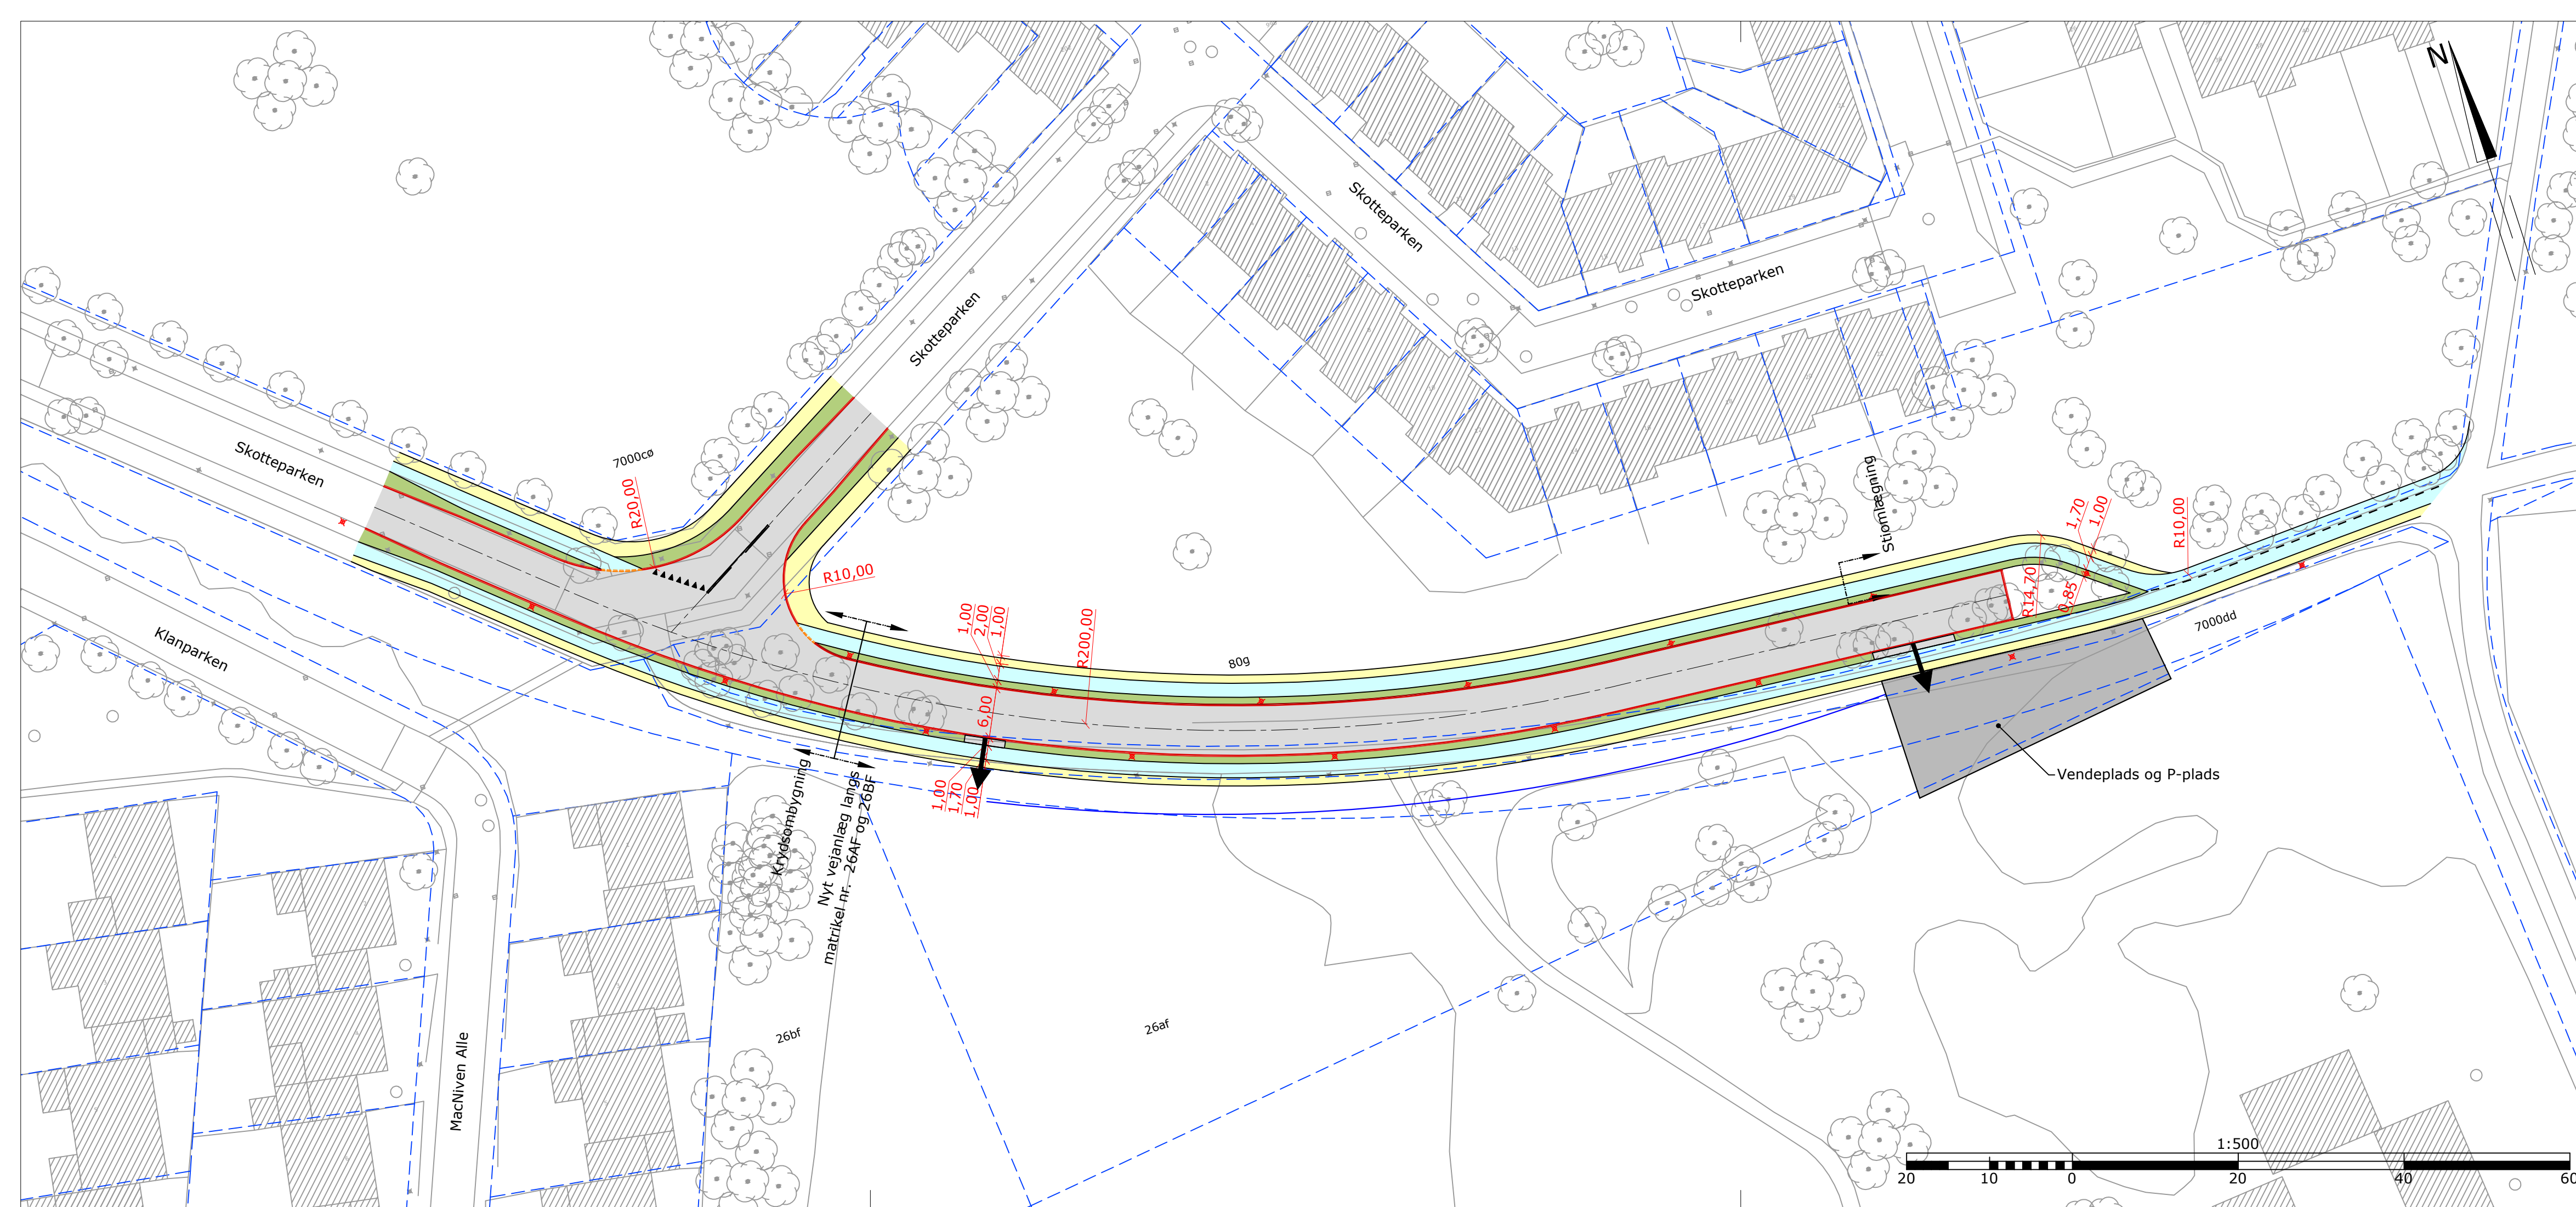 N
Skotteparken
Skotteparken
Skotteparken
Skotteparken
7000cø
R20,00
R10,00
Stiomlægning
1,70
1,00
R10,00
R14,70
0,85
7000dd
1,00
2,00
1,00
R200,00
80g
6,00
1,00
1,70
1,00
Klanparken
Krydsombygning
Nyt vejanlæg langs
matrikel nr. 26AF og 26BF
Vendeplads og P-plads
MacNiven Alle
26bf
26af
1:500
20 10 0 20 40 60